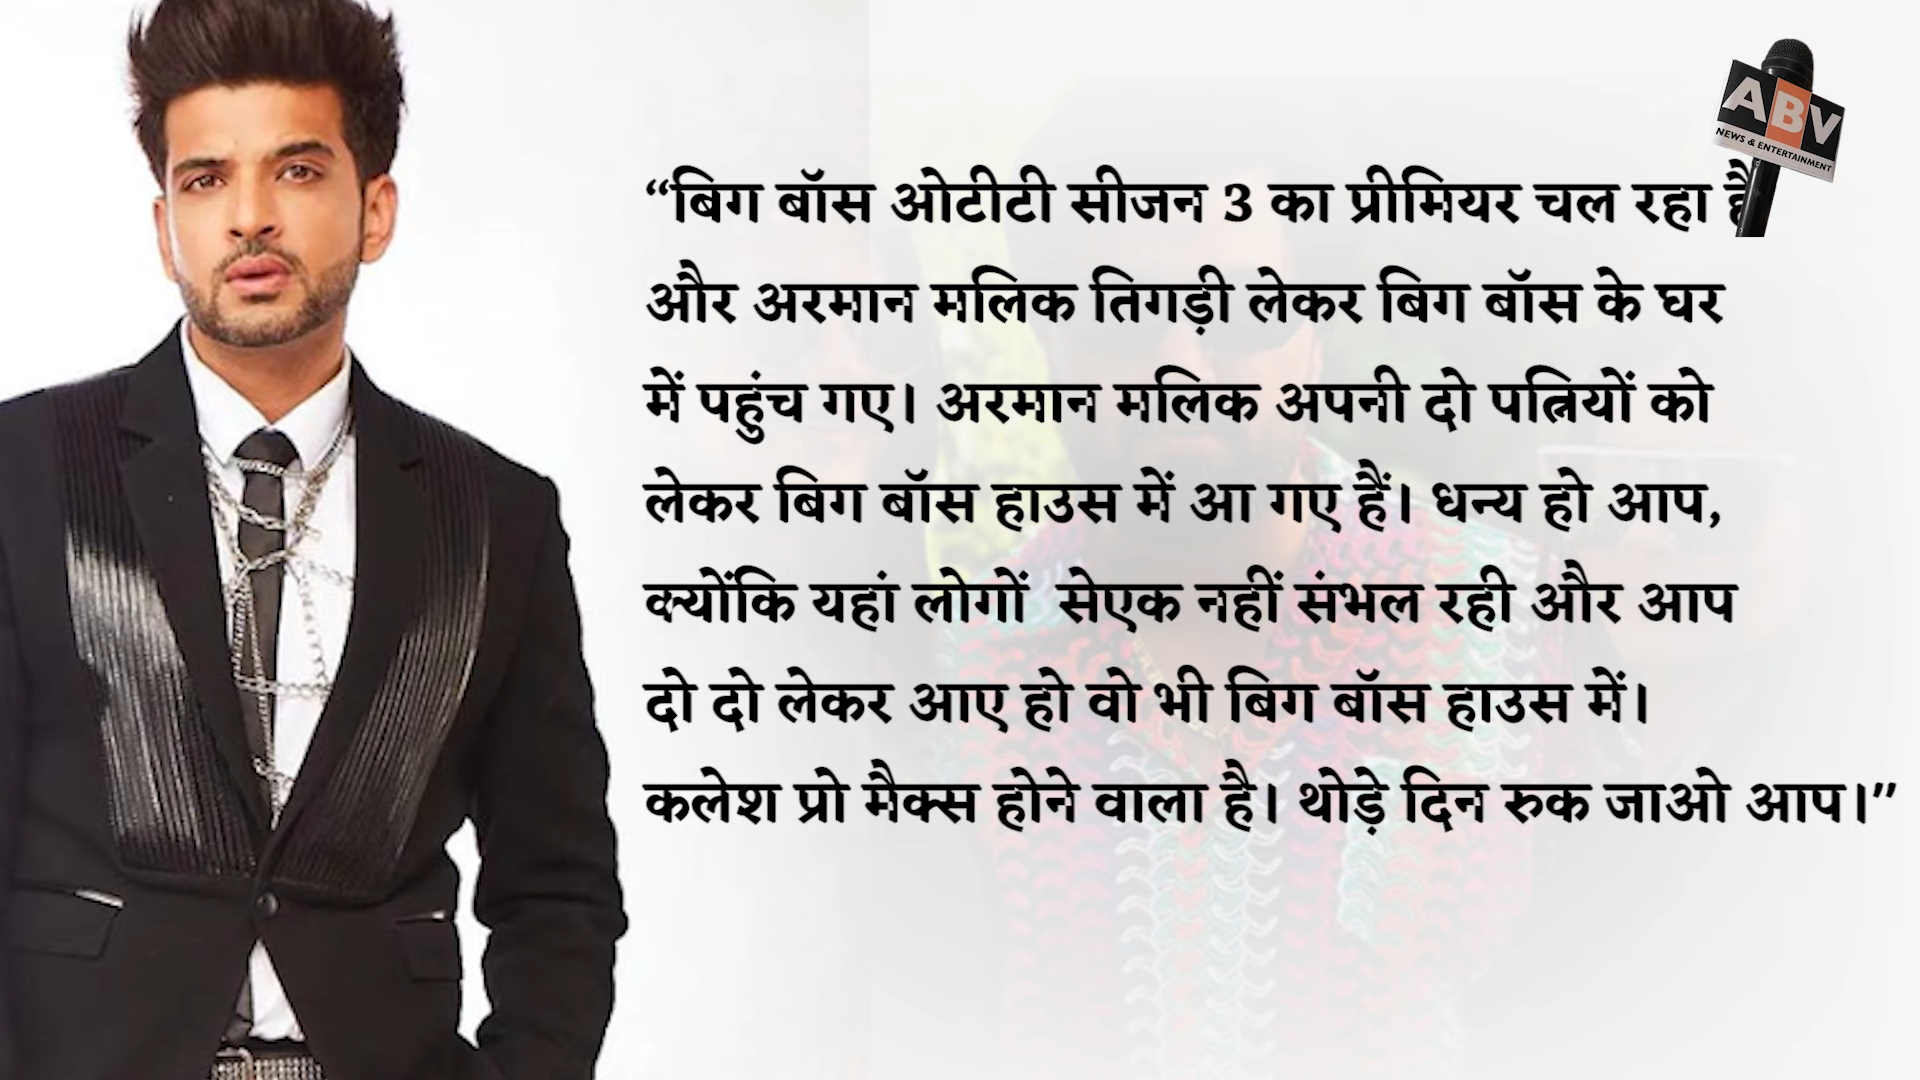 ABV
NEWS & ENTERTAINMENT
“बिग बॉस ओटीटी सीजन 3 का प्रीमियर चल रहा है
और अरमान मलिक तिगड़ी लेकर बिग बॉस के घर
में पहुंच गए। अरमान मलिक अपनी दो पत्नियों को
लेकर बिग बॉस हाउस में आ गए हैं। धन्य हो आप,
क्योंकि यहां लोगों  सेएक नहीं संभल रही और आप
दो दो लेकर आए हो वो भी बिग बॉस हाउस में।
कलेश प्रो मैक्स होने वाला है। थोड़े दिन रुक जाओ आप।”